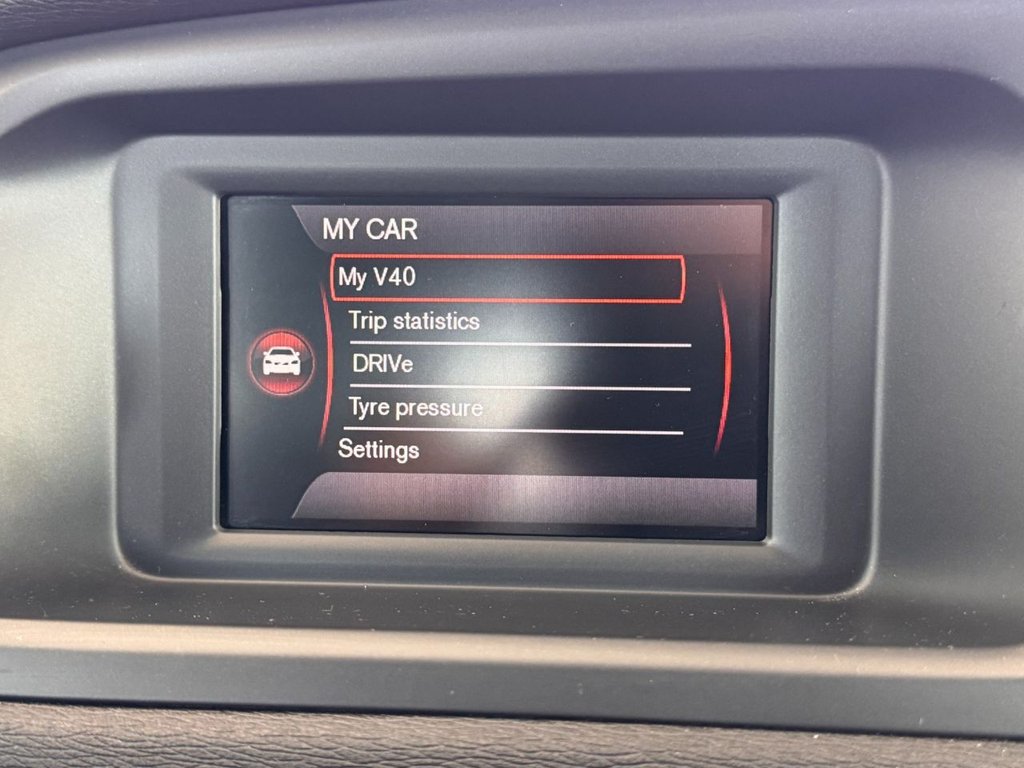 MY CAR
My V40
Trip statistics
DRIVe
Tyre pressure
Settings